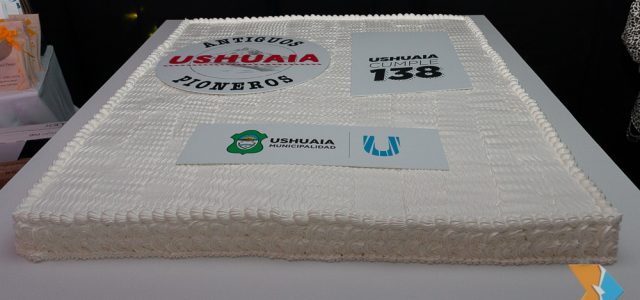 ANTIGUOS
USHUAIA
PIONEROS
USHUAIA
CUMPLE
138
USHUAIA
MUNICIPALIDAD
U